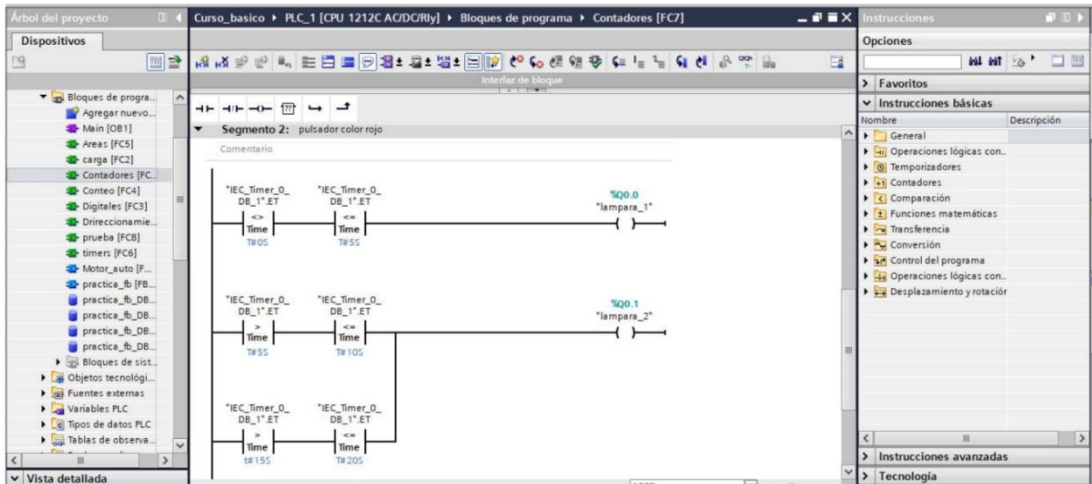 Árbol del proyecto
Dispositivos
Bloques de progra..
Agregar nuevo...
Main [OB1]
Areas [FC5]
carga [FC2]
Contadores [FC..
Conteo [FC4]
Digitales [FC3]
Drireccionamie...
prueba [FC8]
timers [FC6]
Motor_auto [F...
practica_fb [FB...
practica_fb_DB...
practica_fb_DB...
practica_fb_DB...
practica_fb_DB...
Bloques de sist...
Objetos tecnológi...
Fuentes externas
Variables PLC
Tipos de datos PLC
Tablas de observa...
Vista detallada
Curso_basico ▸ PLC_1 [CPU 1212C AC/DC/Rly] ▸ Bloques de programa ▸ Contadores [FC7]
Interfaz de bloque
Segmento 2: pulsador color rojo
Comentario
"IEC_Timer_0_ "IEC_Timer_0_ %Q0.0
DB_1".ET DB_1".ET "lampara_1"
<> <=
Time Time
T#0S T#5S
"IEC_Timer_0_ "IEC_Timer_0_ %Q0.1
DB_1".ET DB_1".ET "lampara_2"
> <=
Time Time
T#5S T#10S
"IEC_Timer_0_ "IEC_Timer_0_
DB_1".ET DB_1".ET
> <=
Time Time
t#15S T#20S
Instrucciones
Opciones
Favoritos
Instrucciones básicas
Nombre Descripción
General
Operaciones lógicas con..
Temporizadores
Contadores
Comparación
Funciones matemáticas
Transferencia
Conversión
Control del programa
Operaciones lógicas con..
Desplazamiento y rotación
Instrucciones avanzadas
Tecnología